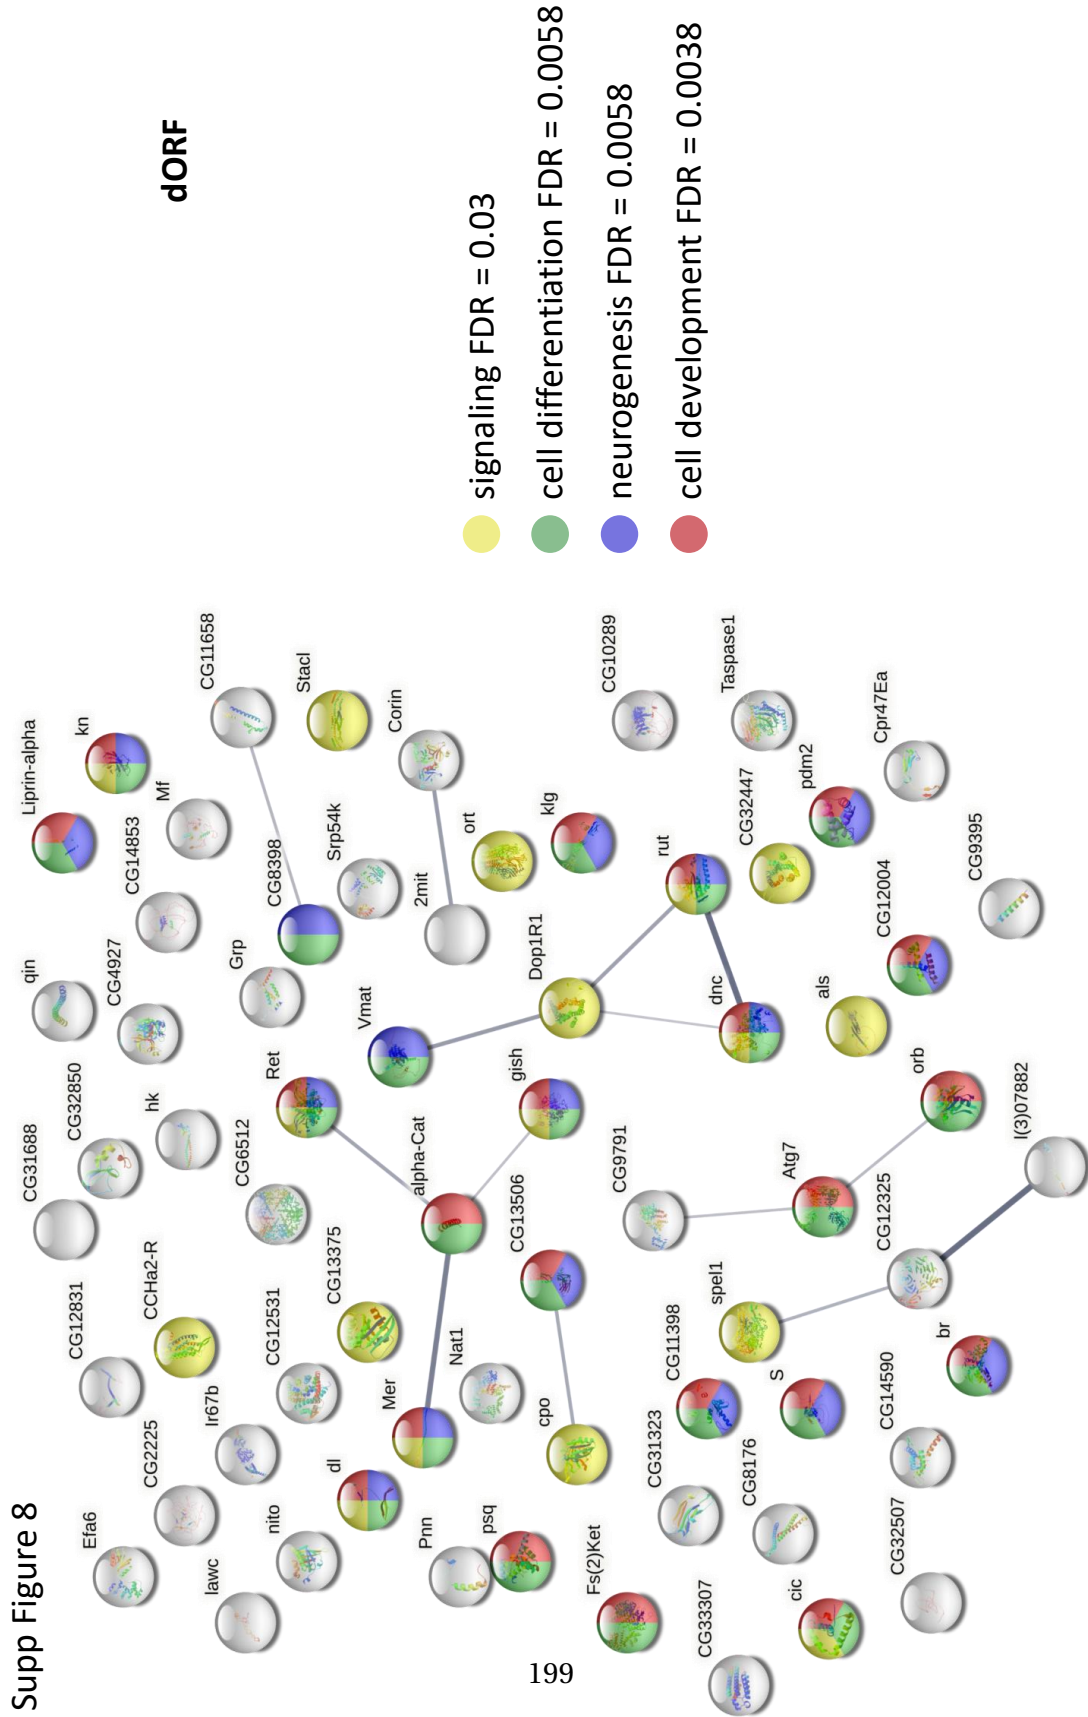 Supp Figure 8
dORF
signaling FDR = 0.03
cell differentiation FDR = 0.0058
neurogenesis FDR = 0.0058
cell development FDR = 0.0038
Efa6
CG2225
lawc
nito
Ir67b
CG12831
CCHa2-R
CG12531
CG31688
CG32850
hk
CG6512
CG13375
qin
CG4927
Grp
Ret
Liprin-alpha
kn
Mf
CG14853
CG8398
CG11658
Stacl
Srp54k
Corin
2mit
Vmat
alpha-Cat
Mer
dl
Nat1
Pnn
psq
cpo
CG13506
gish
Dop1R1
ort
klg
rut
dnc
CG10289
Taspase1
CG32447
pdm2
Cpr47Ea
CG12004
CG9395
als
orb
Atg7
CG9791
l(3)07882
CG12325
spel1
CG11398
S
br
CG14590
CG31323
CG8176
CG32507
Fs(2)Ket
CG33307
cic
199